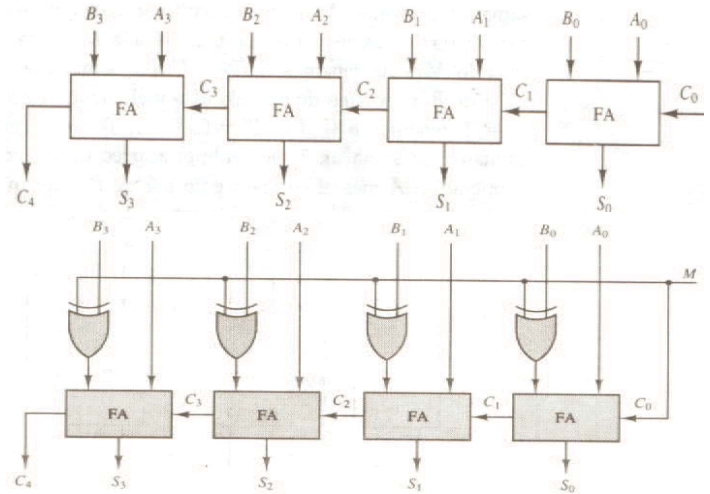 B₃ A₃ B₂ A₂ B₁ A₁ B₀ A₀
FA C₃ FA C₂ FA C₁ FA C₀
C₄ S₃ S₂ S₁ S₀
B₃ A₃ B₂ A₂ B₁ A₁ B₀ A₀
M
FA C₃ FA C₂ FA C₁ FA C₀
C₄ S₃ S₂ S₁ S₀